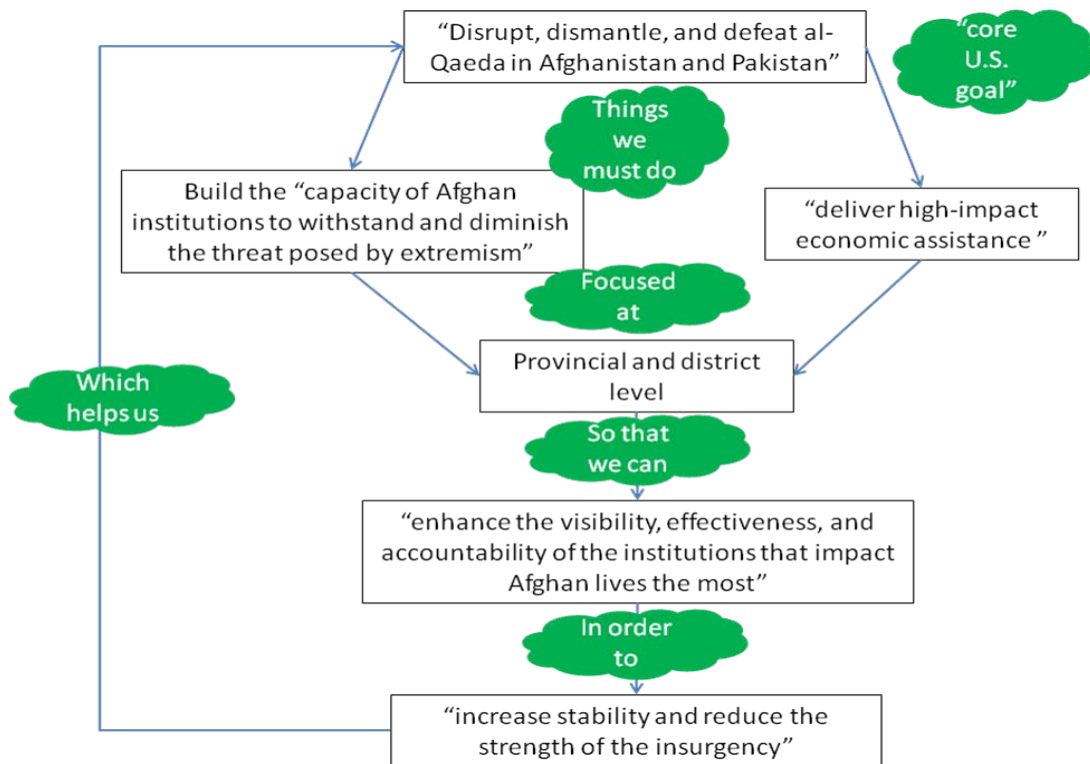 “Disrupt, dismantle, and defeat al-
Qaeda in Afghanistan and Pakistan”
“core
U.S.
goal”
Things
we
must do
Build the “capacity of Afghan
institutions to withstand and diminish
the threat posed by extremism”
“deliver high-impact
economic assistance ”
Focused
at
Provincial and district
level
Which
helps us
So that
we can
“enhance the visibility, effectiveness, and
accountability of the institutions that impact
Afghan lives the most”
In order
to
“increase stability and reduce the
strength of the insurgency”